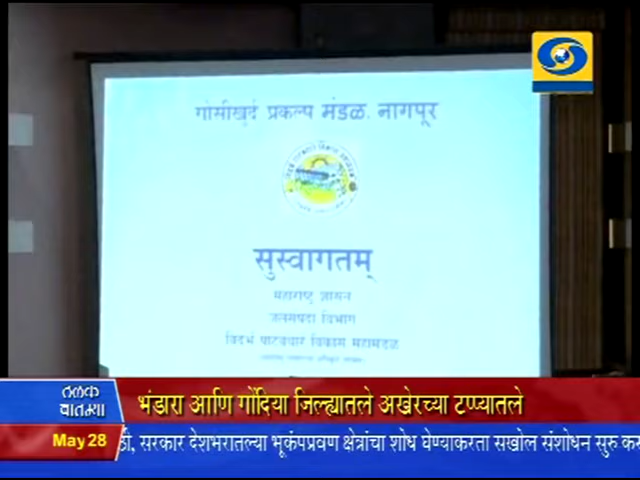 गोसीखुर्द प्रकल्प मंडळ, नागपूर
सुस्वागतम्
महाराष्ट्र शासन
जलसंपदा विभाग
विदर्भ पाटबंधारे विकास महामंडळ
ठळक
बातम्या
भंडारा आणि गोंदिया जिल्ह्यातले अखेरच्या टप्प्यातले
May 28
सरकार देशभरातल्या भूकंपप्रवण क्षेत्रांचा शोध घेण्याकरता सखोल संशोधन सुरु